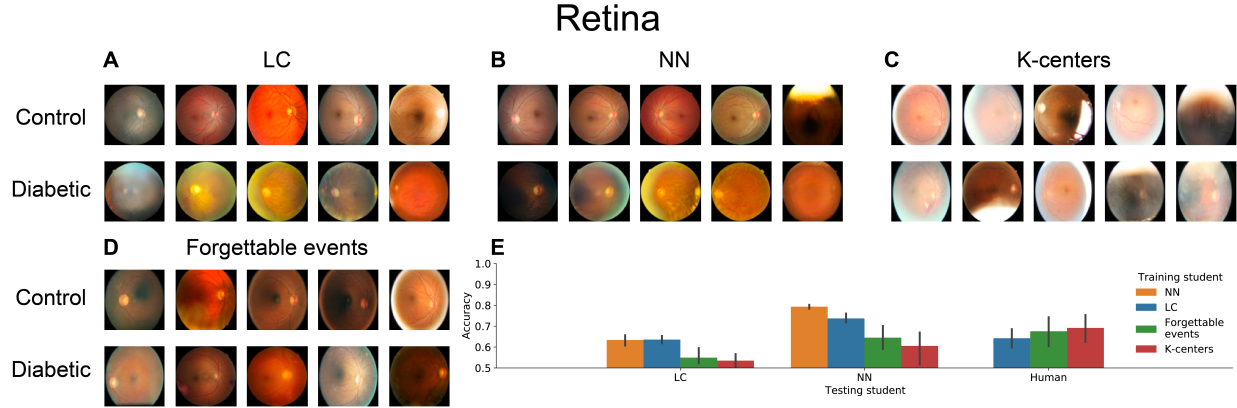 Retina
A LC
B NN
C K-centers
Control
Diabetic
D Forgettable events
Control
Diabetic
E
1.0
0.9
0.8
0.7
0.6
0.5
Accuracy
LC
NN
Human
Testing student
Training student
NN
LC
Forgettable
events
K-centers